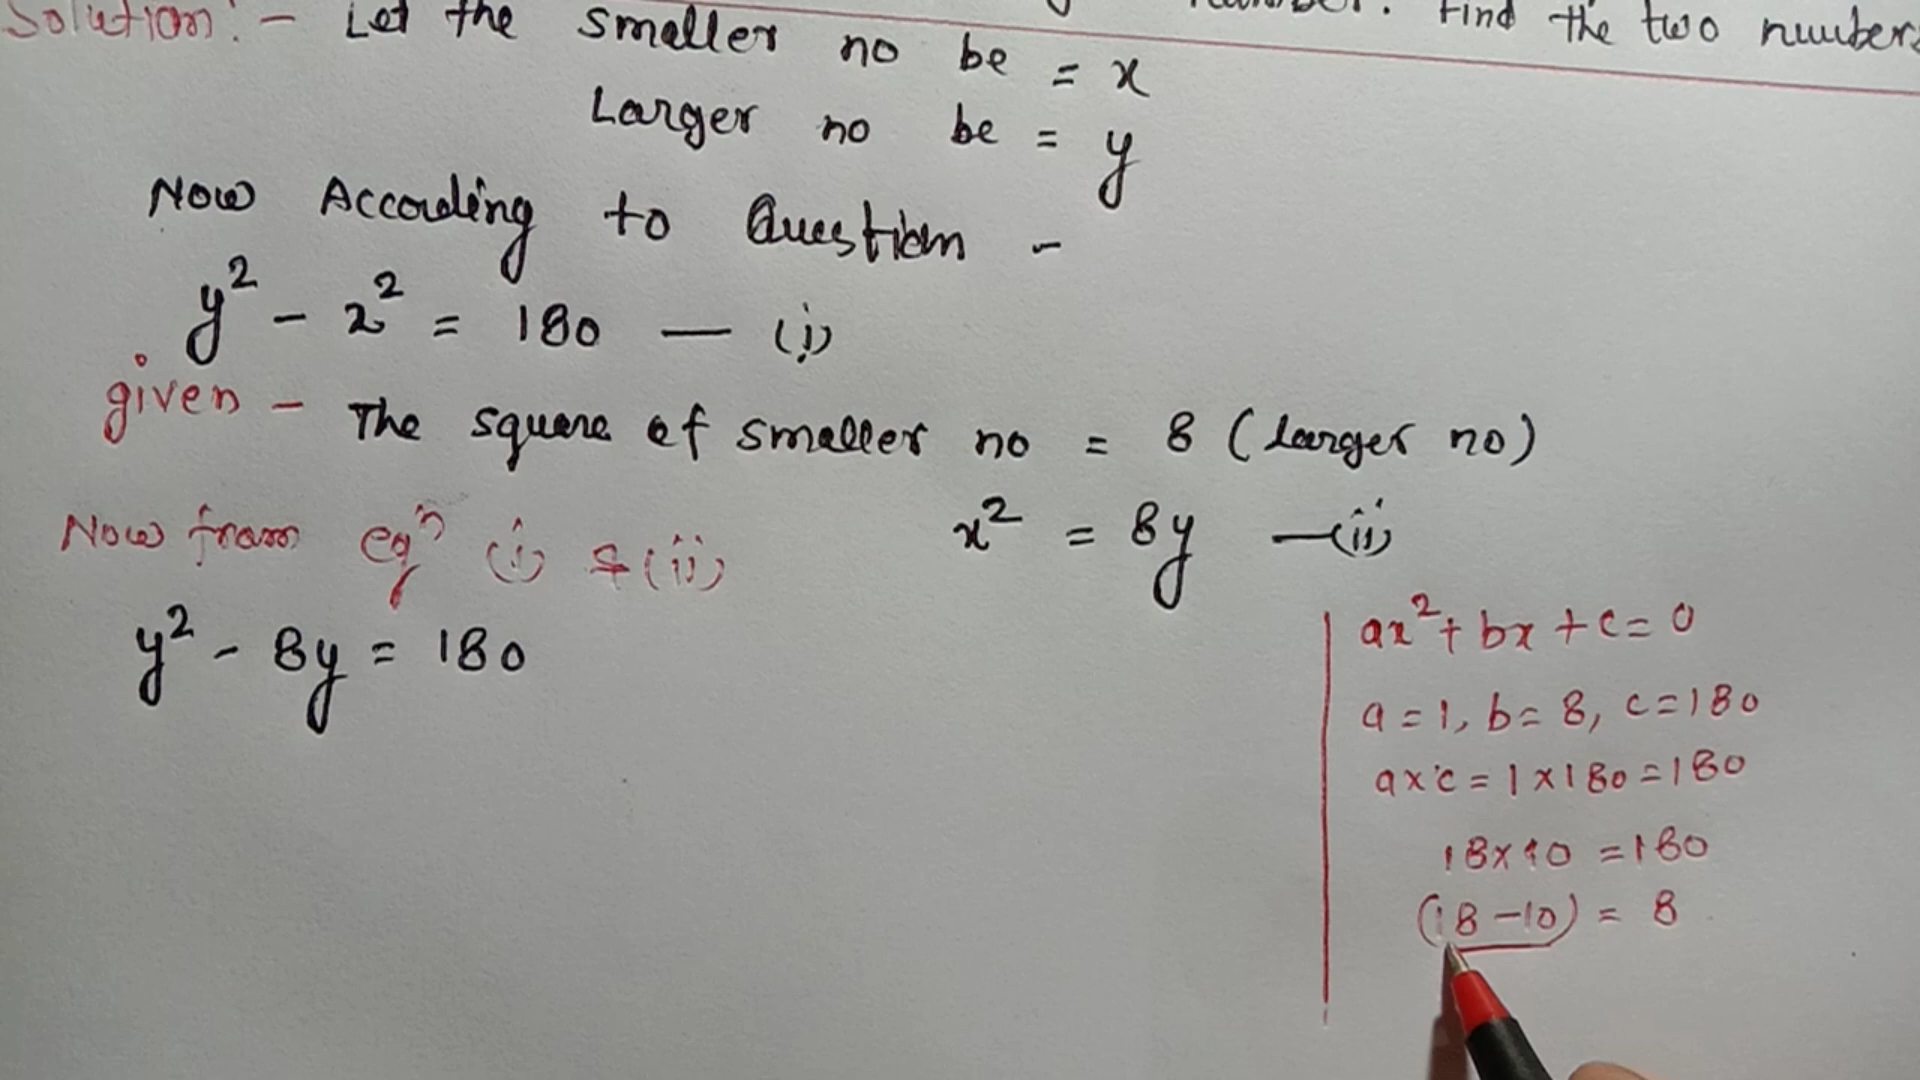 Find the two numbers
Solution:- Let the smaller no be = x
Larger no be = y
Now According to Question -
y² - x² = 180 — (i)
given - The square of smaller no = 8 (Larger no)
x² = 8y —(ii)
Now from eqⁿ (i) & (ii)
y² - 8y = 180
ax² + bx + c = 0
a = 1, b = 8, c = 180
a x c = 1 x 180 = 180
18 x 10 = 180
(18 - 10) = 8